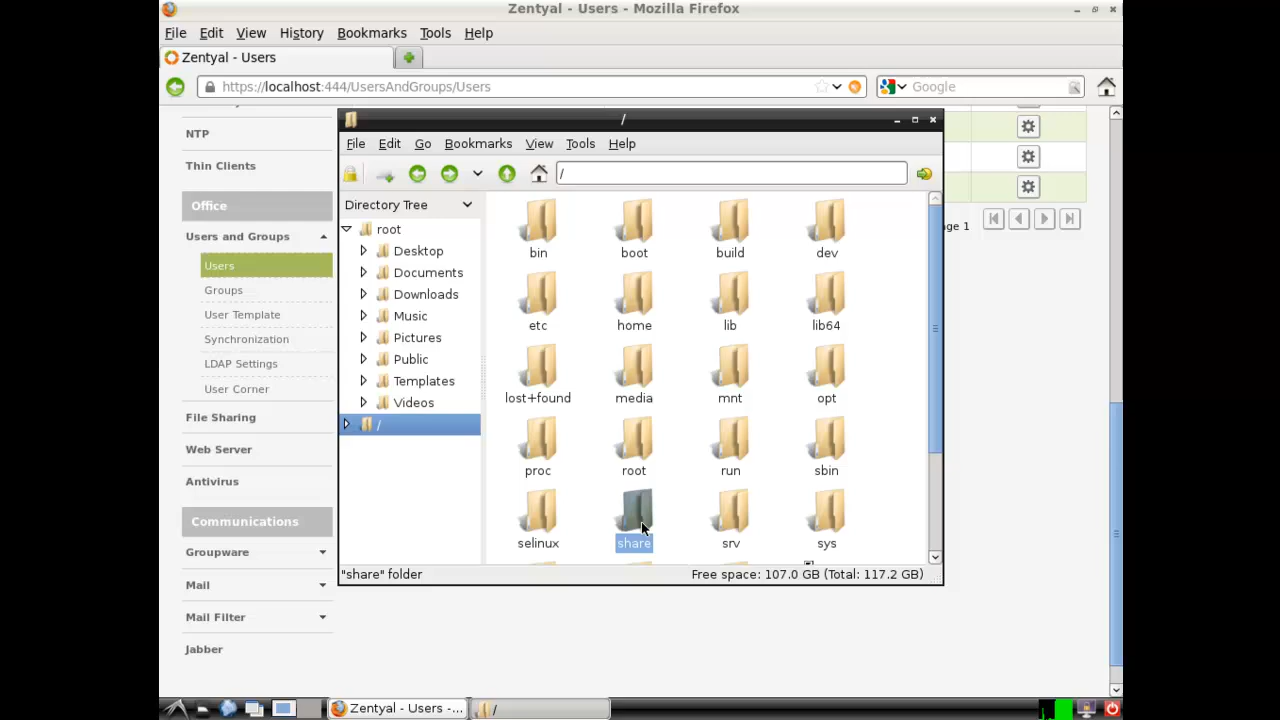 Zentyal - Users - Mozilla Firefox
File Edit View History Bookmarks Tools Help
Zentyal - Users
https://localhost:444/UsersAndGroups/Users
Google
NTP
Thin Clients
Office
Users and Groups
Users
Groups
User Template
Synchronization
LDAP Settings
User Corner
File Sharing
Web Server
Antivirus
Communications
Groupware
Mail
Mail Filter
Jabber
/
File Edit Go Bookmarks View Tools Help
/
Directory Tree
root
Desktop
Documents
Downloads
Music
Pictures
Public
Templates
Videos
/
bin boot build dev
etc home lib lib64
lost+found media mnt opt
proc root run sbin
selinux share srv sys
"share" folder Free space: 107.0 GB (Total: 117.2 GB)
ge 1
Zentyal - Users -... /